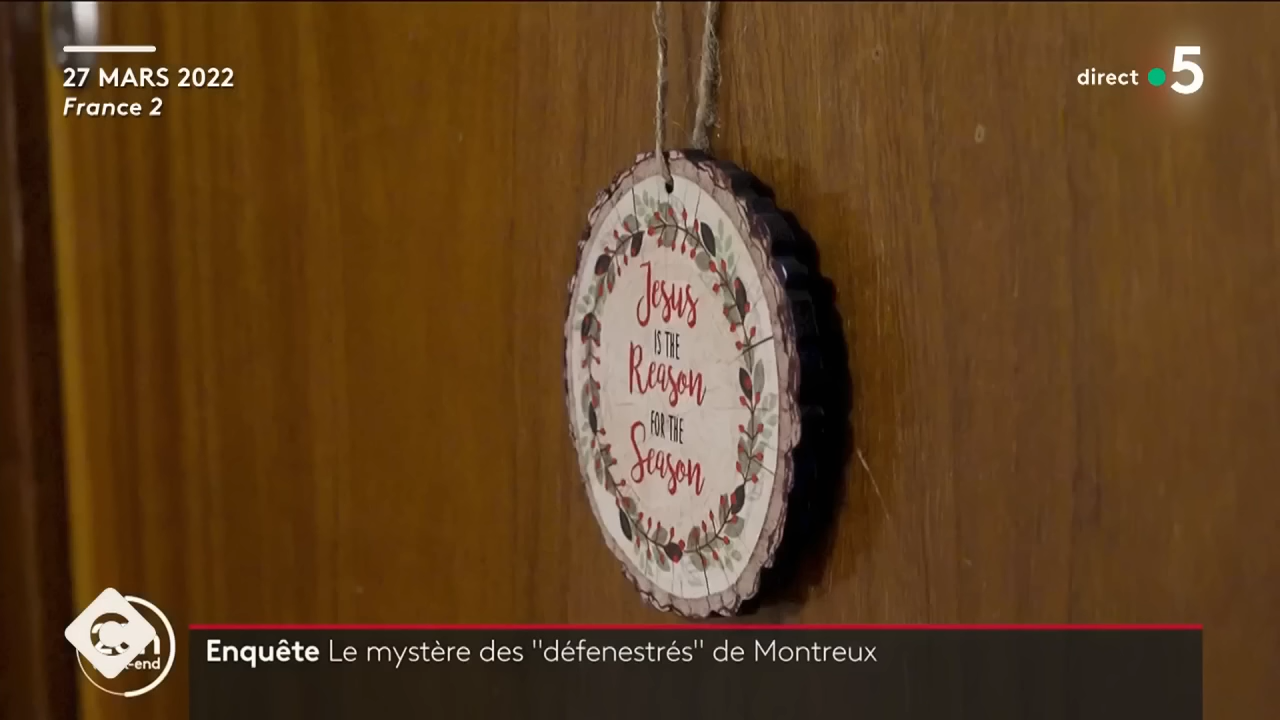 27 MARS 2022
France 2
direct 5
Jesus
IS THE
Reason
FOR THE
Season
-end
Enquête Le mystère des "défenestrés" de Montreux